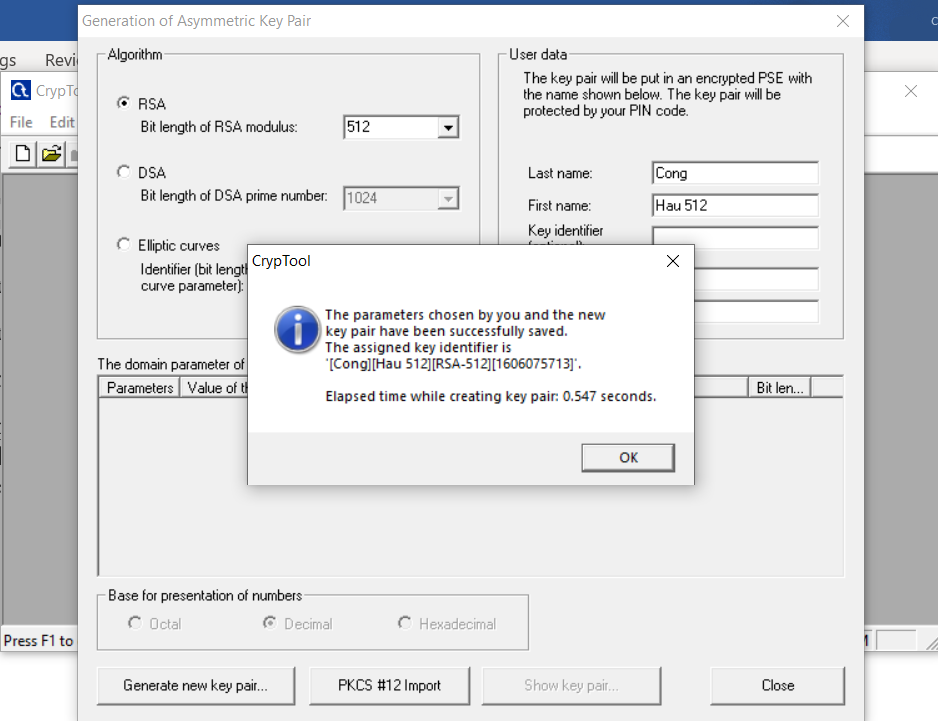 Generation of Asymmetric Key Pair
gs Revie
CrypTo
File Edit
Algorithm
RSA
Bit length of RSA modulus: 512
DSA
Bit length of DSA prime number: 1024
Elliptic curves
Identifier (bit length
curve parameter):
User data
The key pair will be put in an encrypted PSE with
the name shown below. The key pair will be
protected by your PIN code.
Last name: Cong
First name: Hau 512
Key identifier
CrypTool
The parameters chosen by you and the new
key pair have been successfully saved.
The assigned key identifier is
'[Cong][Hau 512][RSA-512][1606075713]'.
Elapsed time while creating key pair: 0.547 seconds.
OK
The domain parameter of
Parameters Value of th Bit len...
Base for presentation of numbers
Octal Decimal Hexadecimal
Press F1 to
Generate new key pair... PKCS #12 Import Show key pair... Close